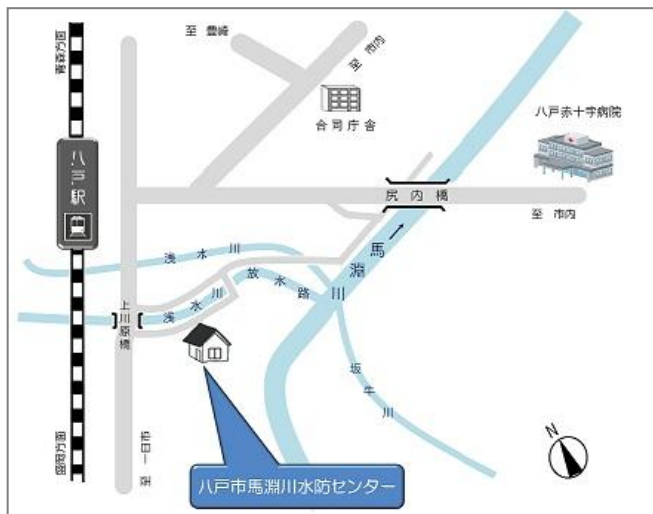 至 豊崎
至 市内
青森方面
合同庁舎
八戸赤十字病院
八戸駅
尻内橋
至 市内
馬淵川
浅水川
放水路
浅水川
上川原橋
坂牛川
N
盛岡方面
至 一日市
八戸市馬淵川水防センター